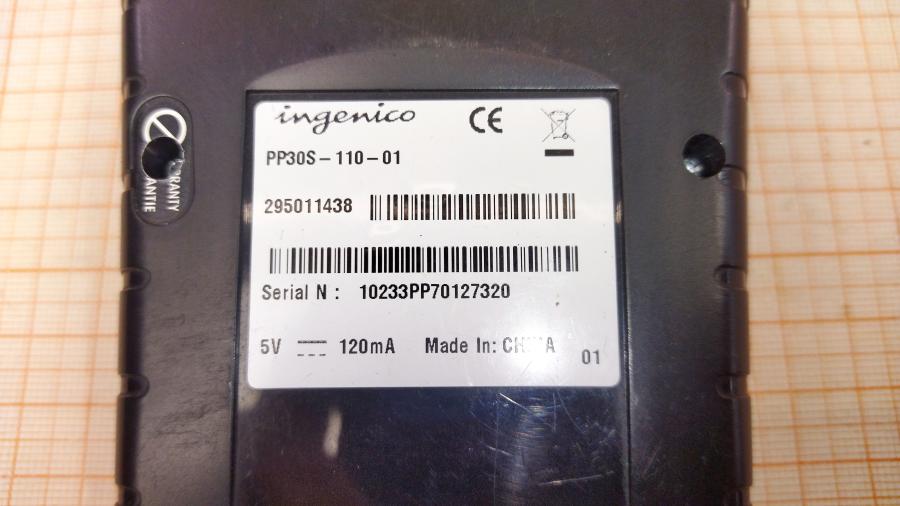 ingenico CE
PP30S-110-01
295011438
Serial N : 10233PP70127320
5V 120mA Made In: CHINA 01
RANTY
ANTIE